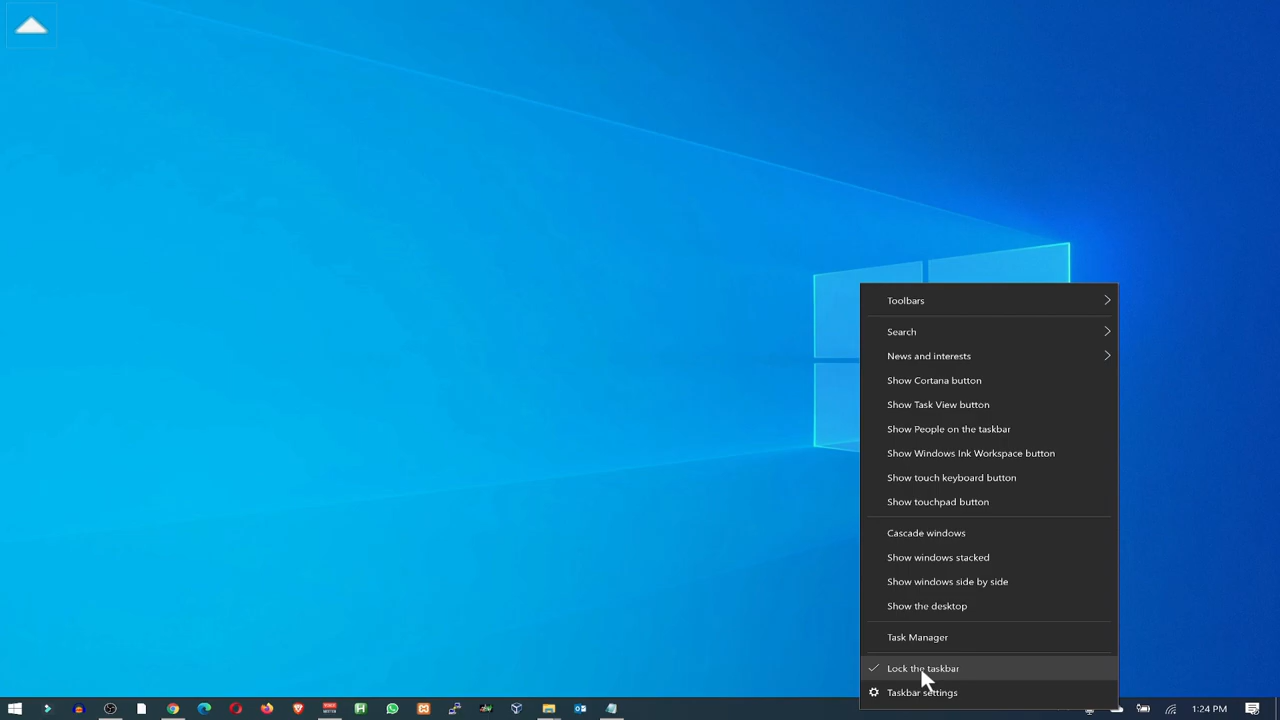 Toolbars
Search
News and interests
Show Cortana button
Show Task View button
Show People on the taskbar
Show Windows Ink Workspace button
Show touch keyboard button
Show touchpad button
Cascade windows
Show windows stacked
Show windows side by side
Show the desktop
Task Manager
Lock the taskbar
Taskbar settings
1:24 PM